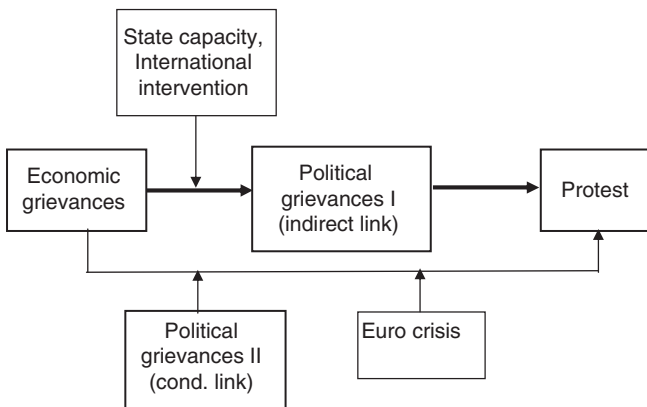 State capacity,
International
intervention
Economic
grievances
Political
grievances I
(indirect link)
Protest
Political
grievances II
(cond. link)
Euro crisis